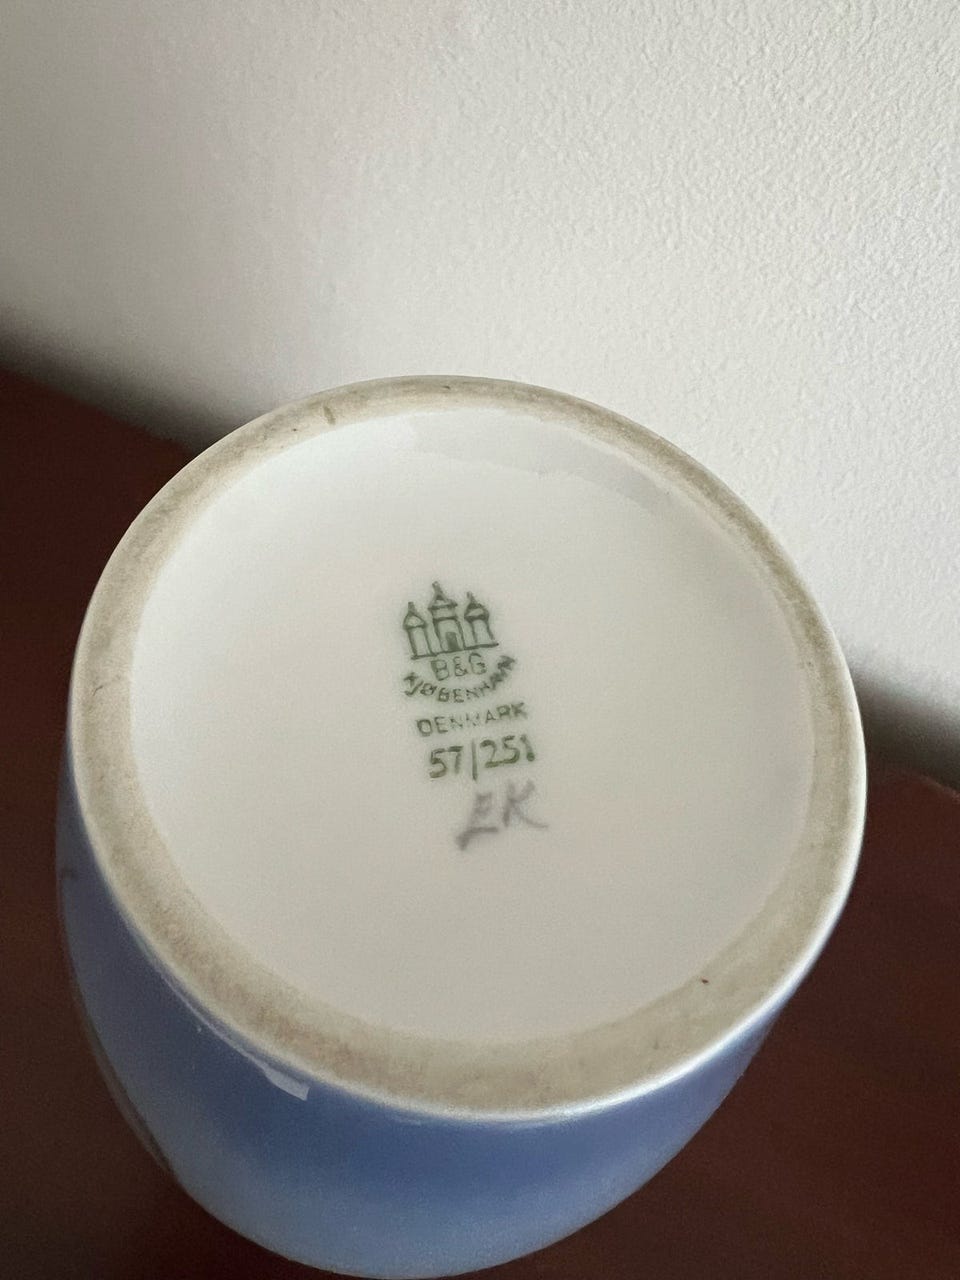 B&G
KJØBENHAVN
DENMARK
57/251
EK